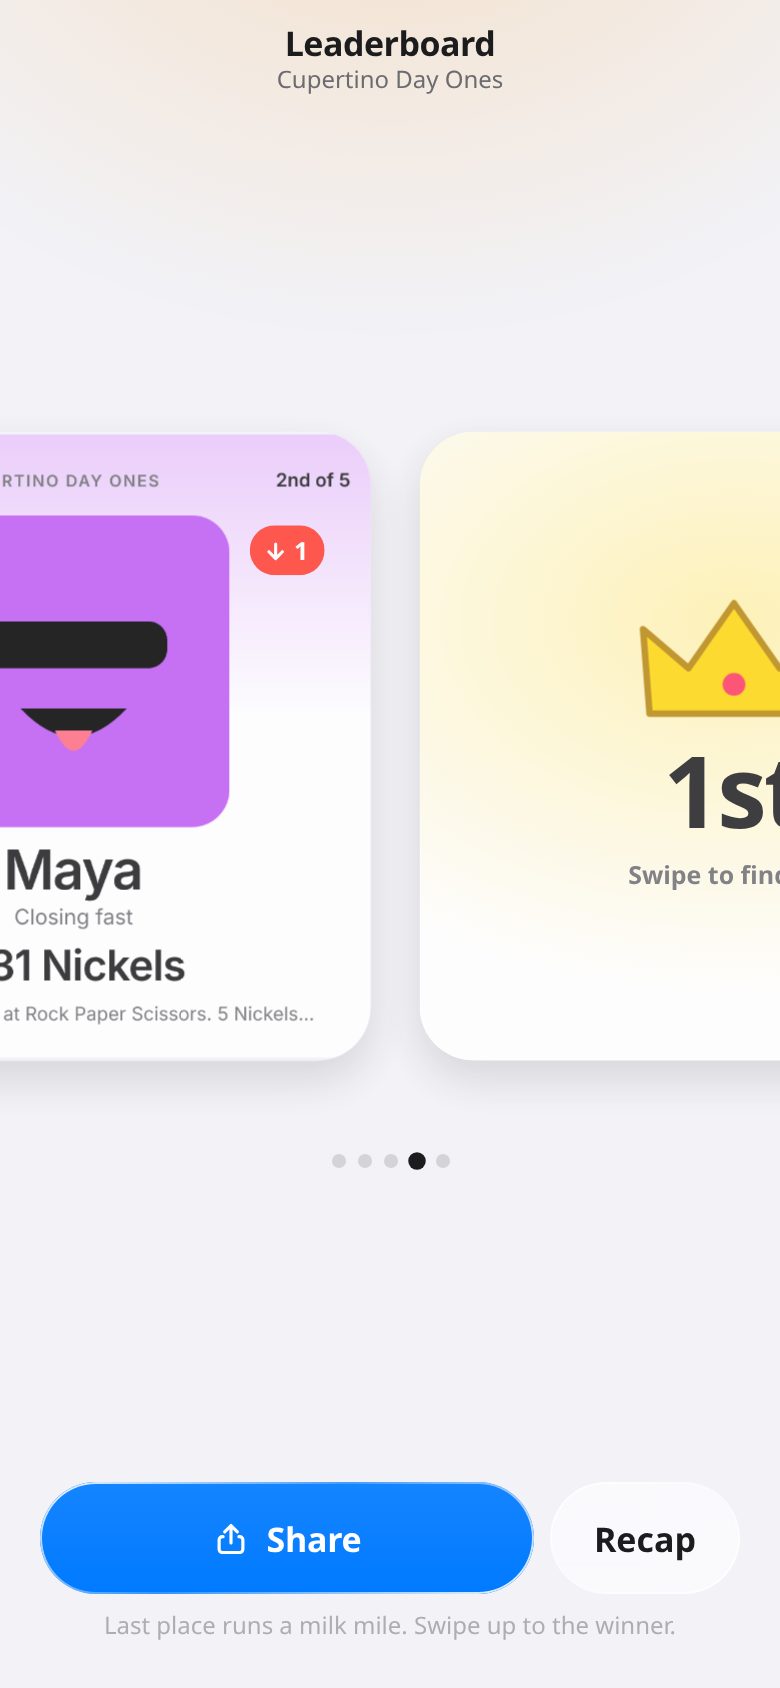 Leaderboard
Cupertino Day Ones
RTINO DAY ONES
2nd of 5
↓ 1
Maya
Closing fast
31 Nickels
at Rock Paper Scissors. 5 Nickels...
1st
Swipe to find
Share
Recap
Last place runs a milk mile. Swipe up to the winner.